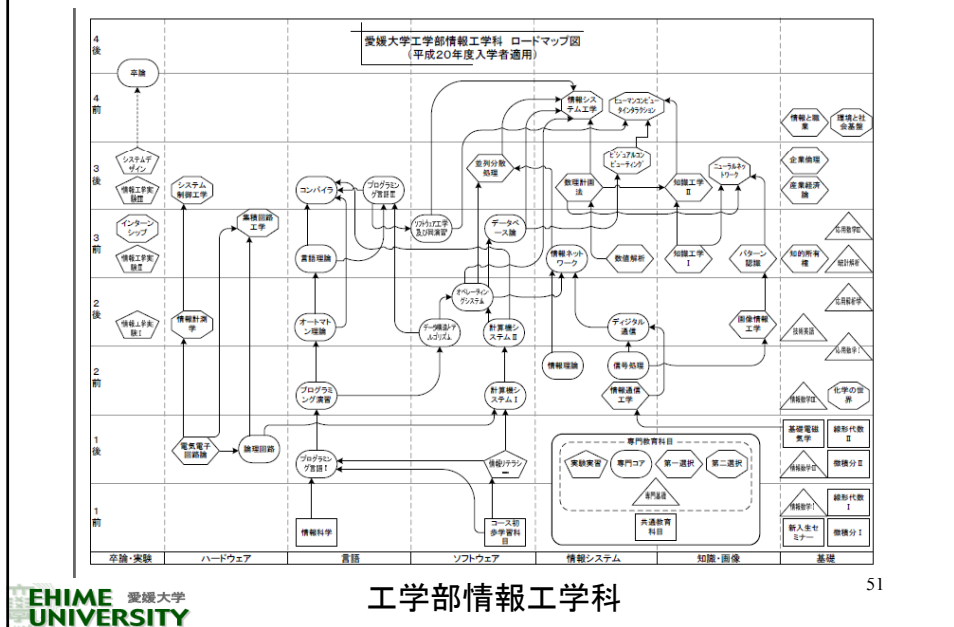 愛媛大学工学部情報工学科 ロードマップ図
(平成20年度入学者適用)
4
後
卒論
4
前
情報シス
テム工学
ヒューマンコンピュー
タインタラクション
情報と職
業
環境と社
会基盤
3
後
システムデ
ザイン
情報工学実
験Ⅲ
システム
制御工学
コンパイラ
プログラミ
ング言語Ⅱ
並列分散
処理
数理計画
法
ビジュアルコン
ピューティング
知識工学
Ⅱ
ニューラルネッ
トワーク
企業倫理
産業経済
論
3
前
インターン
シップ
情報工学実
験Ⅱ
集積回路
工学
言語理論
ソフトウェア工学
及び同演習
データベ
ース論
情報ネット
ワーク
数値解析
知識工学
Ⅰ
パターン
認識
知的所有
権
応用数学Ⅱ
統計解析
2
後
情報工学実
験Ⅰ
情報計測
学
オートマト
ン理論
データ構造とア
ルゴリズム
オペレーティン
グシステム
計算機シ
ステムⅡ
ディジタル
通信
画像情報
工学
技術英語
応用解析学
応用数学Ⅰ
2
前
プログラミ
ング演習
計算機シ
ステムⅠ
情報理論
信号処理
情報通信
工学
情報数学Ⅲ
化学の世
界
1
後
電気電子
回路論
論理回路
プログラミン
グ言語Ⅰ
情報リテラシ
ー
基礎電磁
気学
線形代数
Ⅱ
情報数学Ⅱ
微積分Ⅱ
専門教育科目
実験実習
専門コア
第一選択
第二選択
専門基礎
共通教育
科目
1
前
情報科学
コース初
歩学習科
目
情報数学Ⅰ
線形代数
Ⅰ
新入生セ
ミナー
微積分Ⅰ
卒論・実験
ハードウェア
言語
ソフトウェア
情報システム
知識・画像
基礎
EHIME 愛媛大学
UNIVERSITY
工学部情報工学科
51